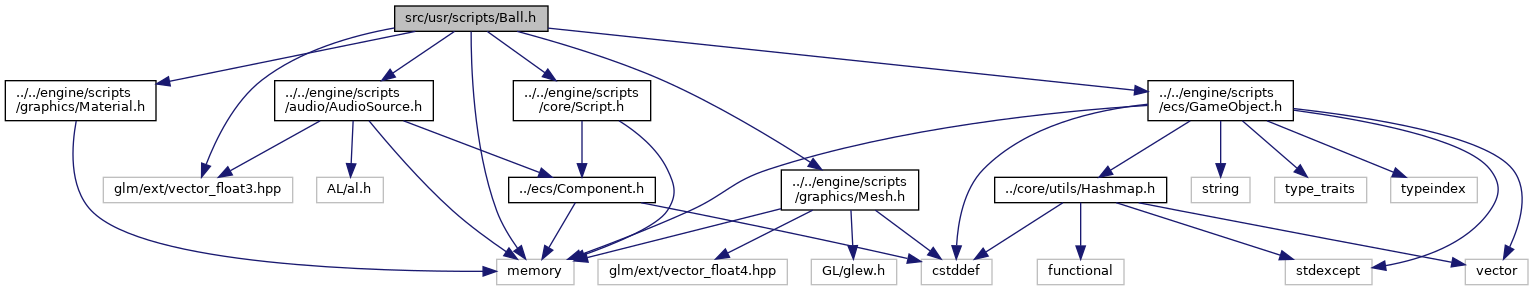 src/usr/scripts/Ball.h
../../engine/scripts
/graphics/Material.h
../../engine/scripts
/audio/AudioSource.h
../../engine/scripts
/core/Script.h
../../engine/scripts
/ecs/GameObject.h
glm/ext/vector_float3.hpp
AL/al.h
../ecs/Component.h
../../engine/scripts
/graphics/Mesh.h
../core/utils/Hashmap.h
string
type_traits
typeindex
memory
glm/ext/vector_float4.hpp
GL/glew.h
cstddef
functional
stdexcept
vector